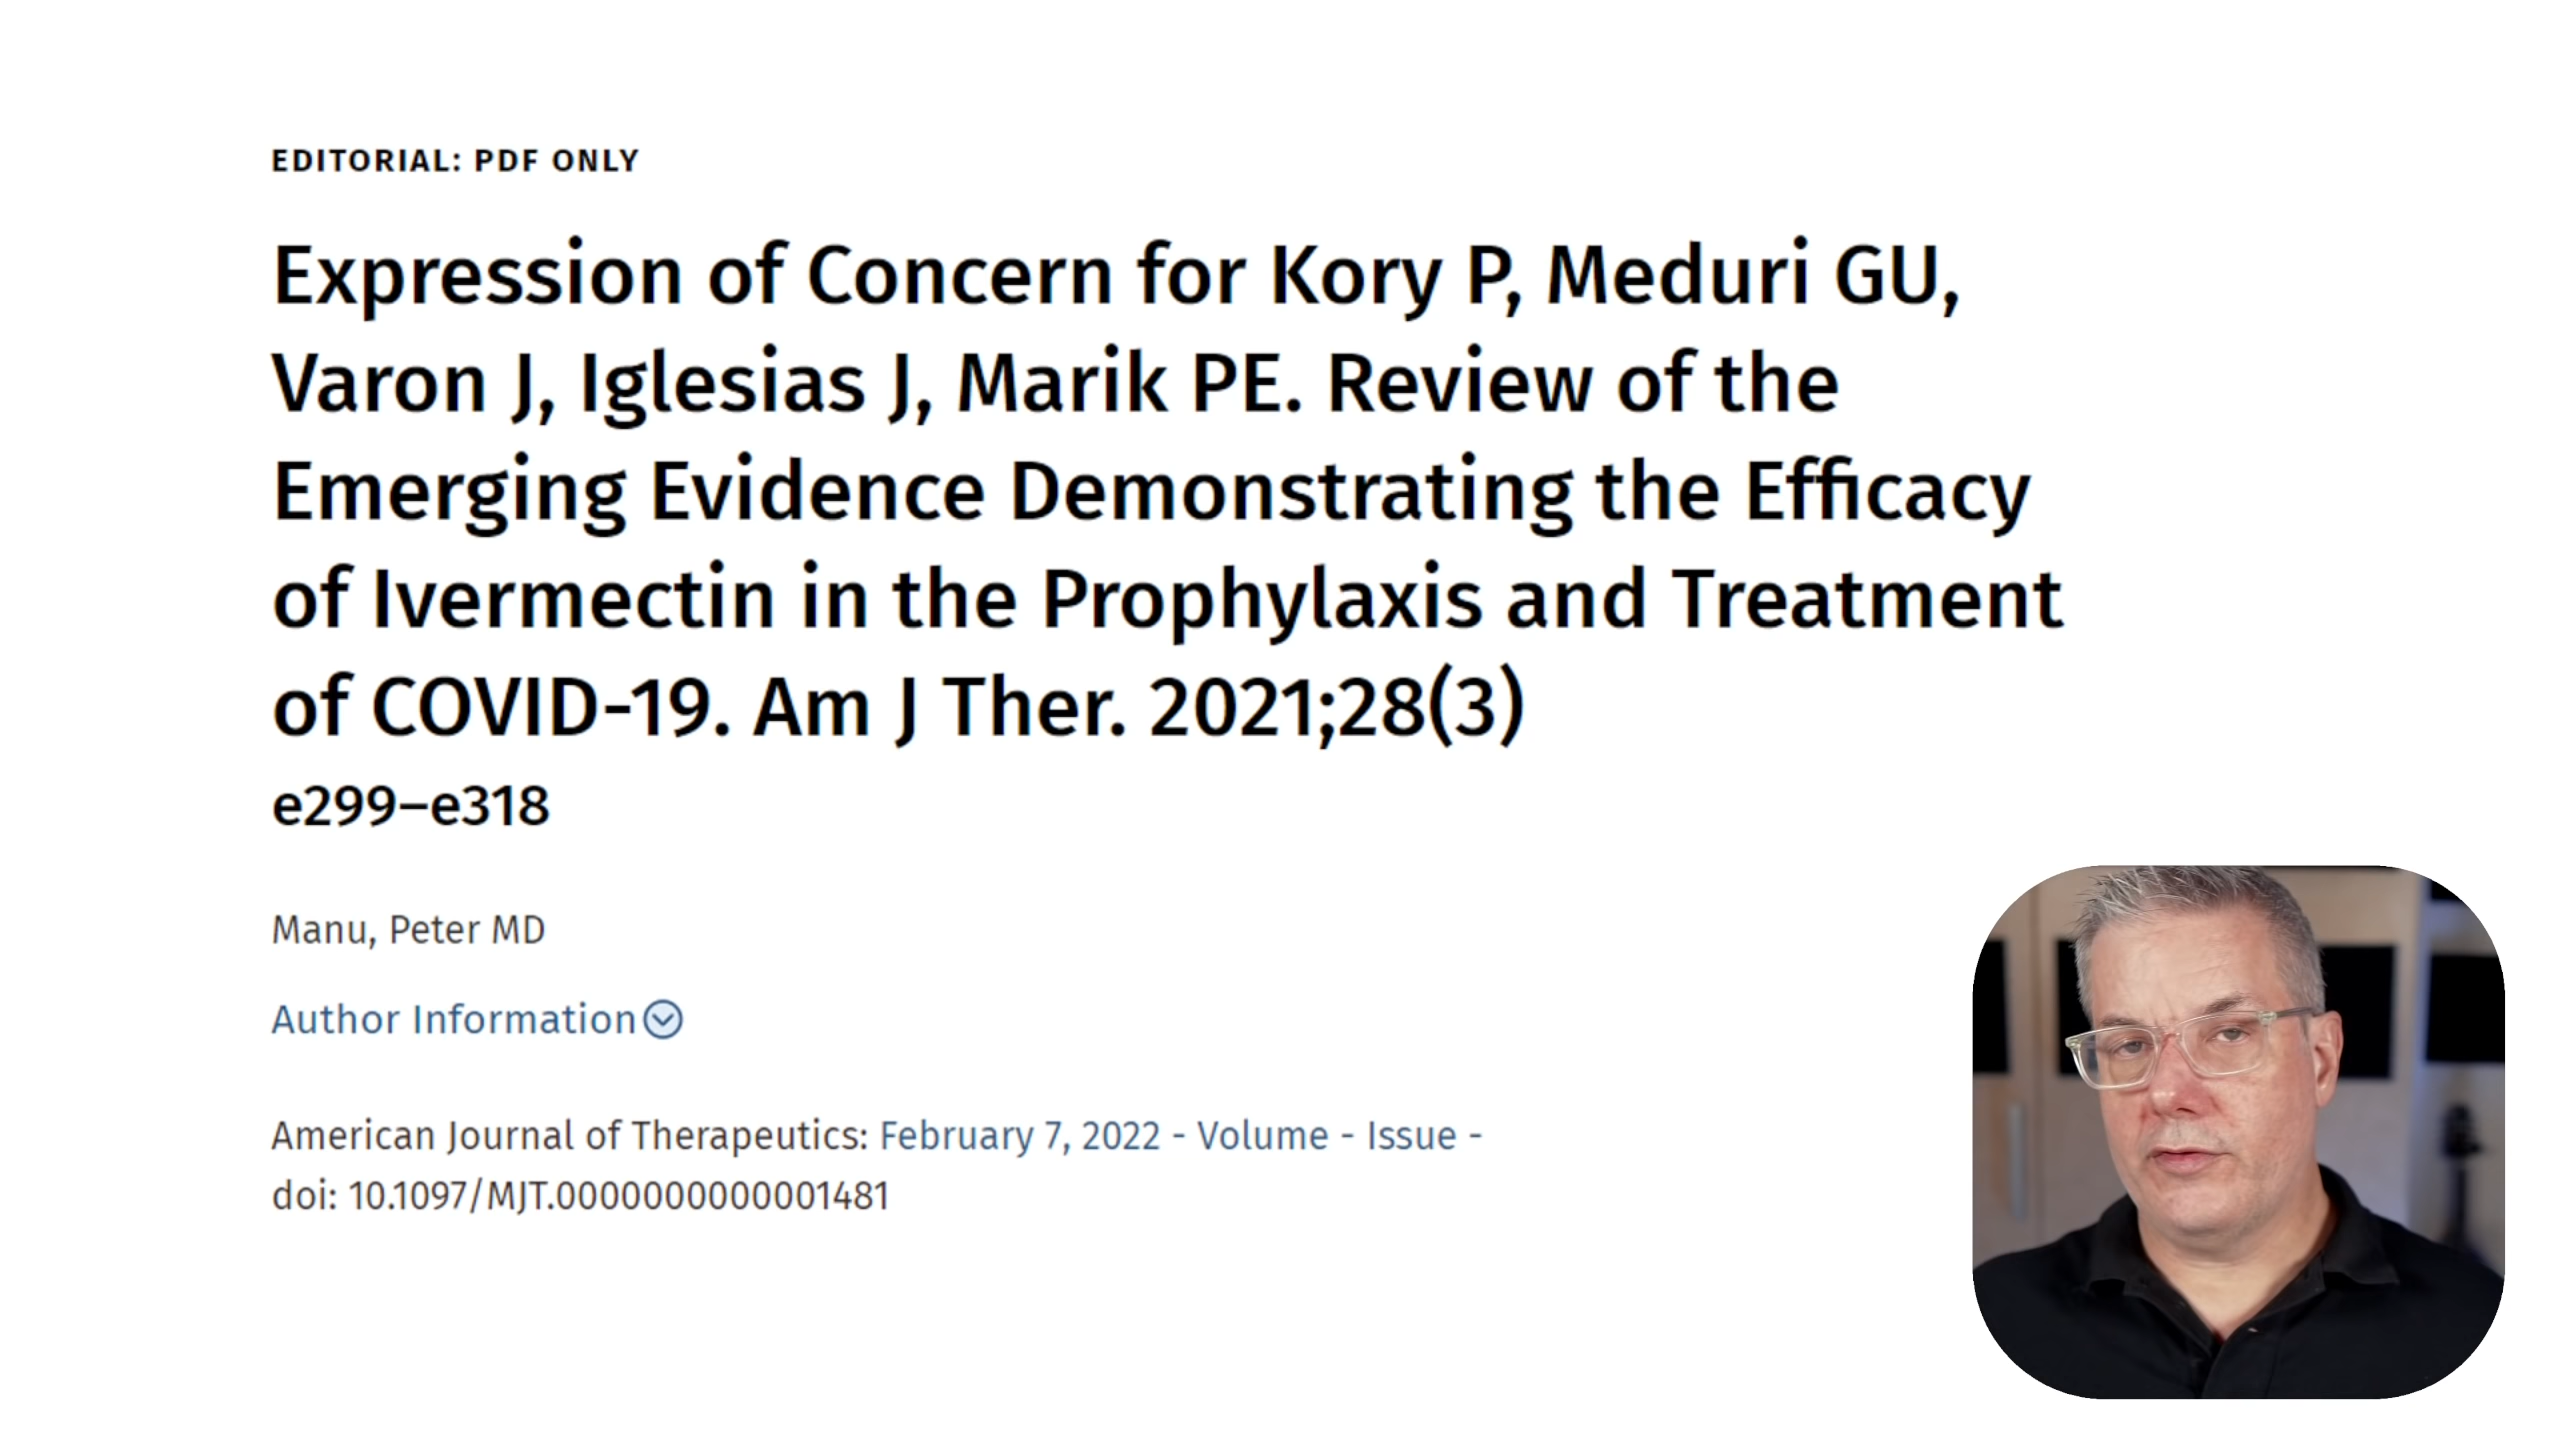 EDITORIAL: PDF ONLY
Expression of Concern for Kory P, Meduri GU,
Varon J, Iglesias J, Marik PE. Review of the
Emerging Evidence Demonstrating the Efficacy
of Ivermectin in the Prophylaxis and Treatment
of COVID-19. Am J Ther. 2021;28(3)
e299–e318
Manu, Peter MD
Author Information
American Journal of Therapeutics: February 7, 2022 - Volume - Issue -
doi: 10.1097/MJT.0000000000001481